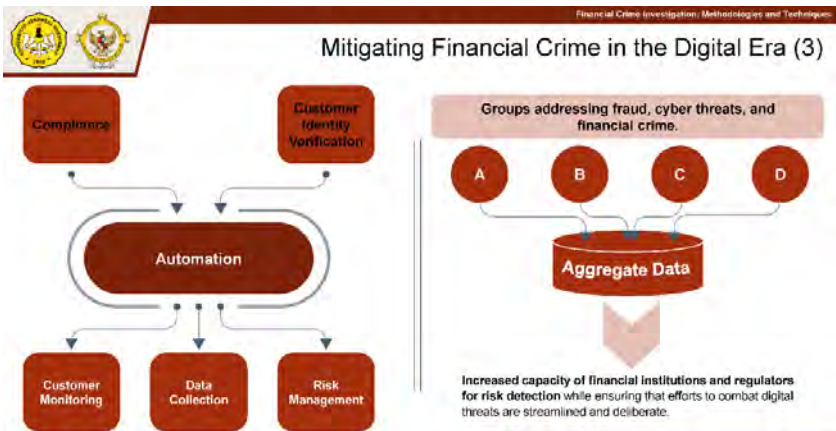 Financial Crime Investigation: Methodologies and Techniques
Mitigating Financial Crime in the Digital Era (3)
Compliance
Customer
Identity
Verification
Automation
Customer
Monitoring
Data
Collection
Risk
Management
Groups addressing fraud, cyber threats, and
financial crime.
A
B
C
D
Aggregate Data
Increased capacity of financial institutions and regulators
for risk detection while ensuring that efforts to combat digital
threats are streamlined and deliberate.